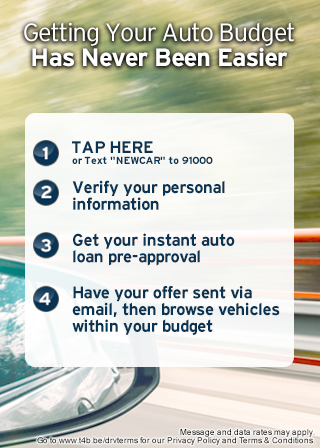 Getting Your Auto Budget
Has Never Been Easier
1 TAP HERE
or Text "NEWCAR" to 91000
2 Verify your personal
information
3 Get your instant auto
loan pre-approval
4 Have your offer sent via
email, then browse vehicles
within your budget
Message and data rates may apply.
Go to www.t4b.be/drvterms for our Privacy Policy and Terms & Conditions